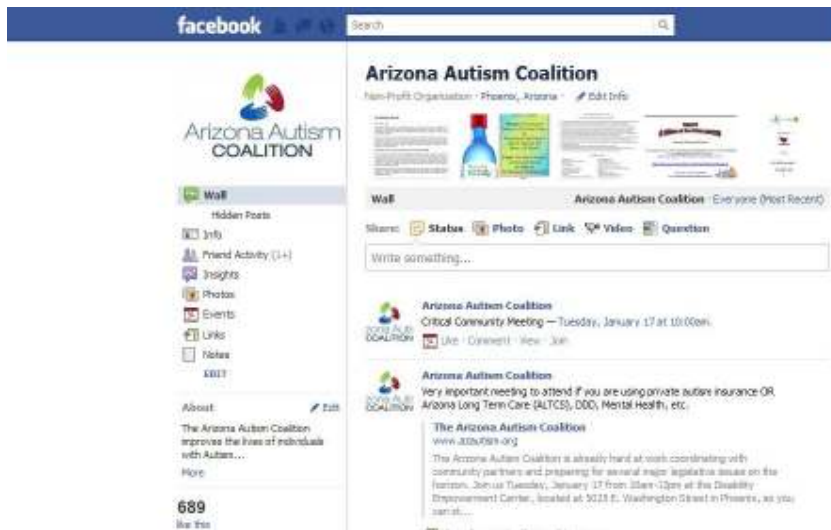 facebook
Search
Arizona Autism
COALITION
Arizona Autism Coalition
Non-Profit Organization · Phoenix, Arizona · Edit Info
Wall
Hidden Posts
Info
Friend Activity (1+)
Insights
Photos
Events
Links
Notes
EDIT
About Edit
The Arizona Autism Coalition
improves the lives of individuals
with Autism...
More
689
like this
Wall Arizona Autism Coalition · Everyone (Most Recent)
Share: Status Photo Link Video Question
Write something...
Arizona Autism Coalition
Critical Community Meeting — Tuesday, January 17 at 10:00am.
Like · Comment · View · Join
Arizona Autism Coalition
Very important meeting to attend if you are using private autism insurance OR
Arizona Long Term Care (ALTCS), DDD, Mental Health, etc.
The Arizona Autism Coalition
www.azautism.org
The Arizona Autism Coalition is already hard at work coordinating with
community partners and preparing for several major legislative issues on the
horizon. Join us Tuesday, January 17 from 10am-12pm at the Disability
Empowerment Center, located at 5025 E. Washington Street in Phoenix, as you